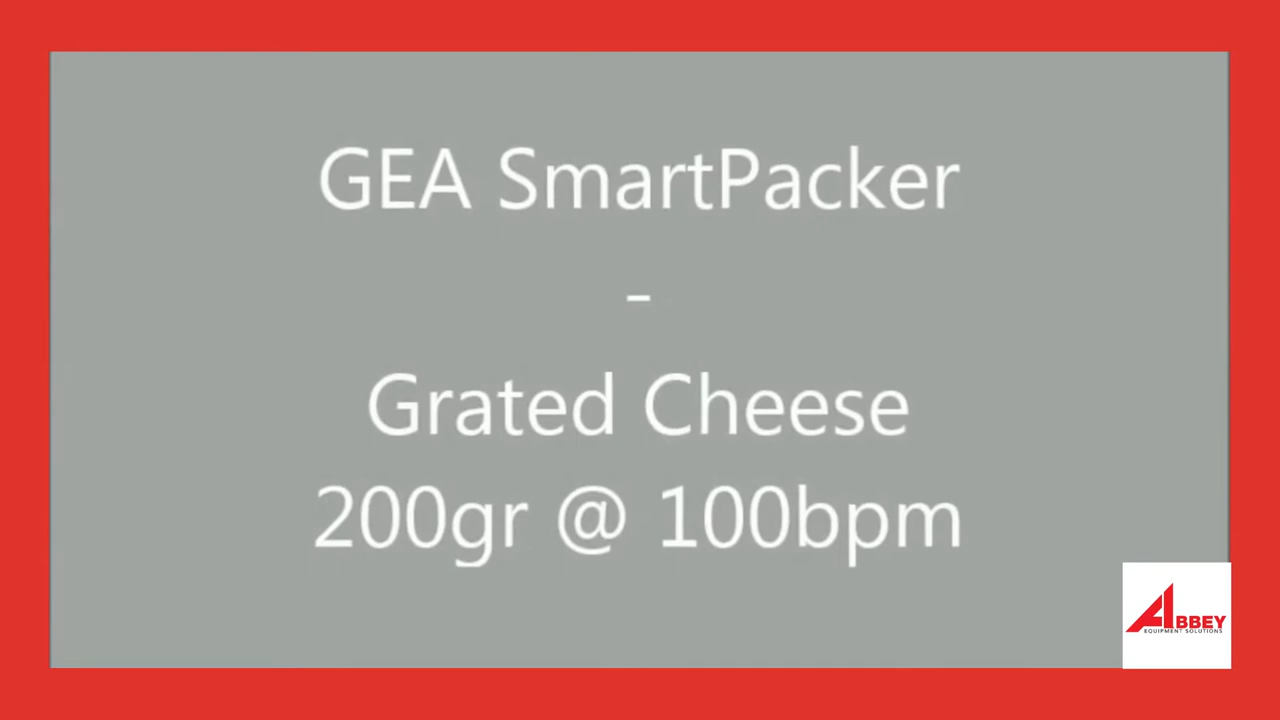 GEA SmartPacker
-
Grated Cheese
200gr @ 100bpm
ABBEY
EQUIPMENT SOLUTIONS